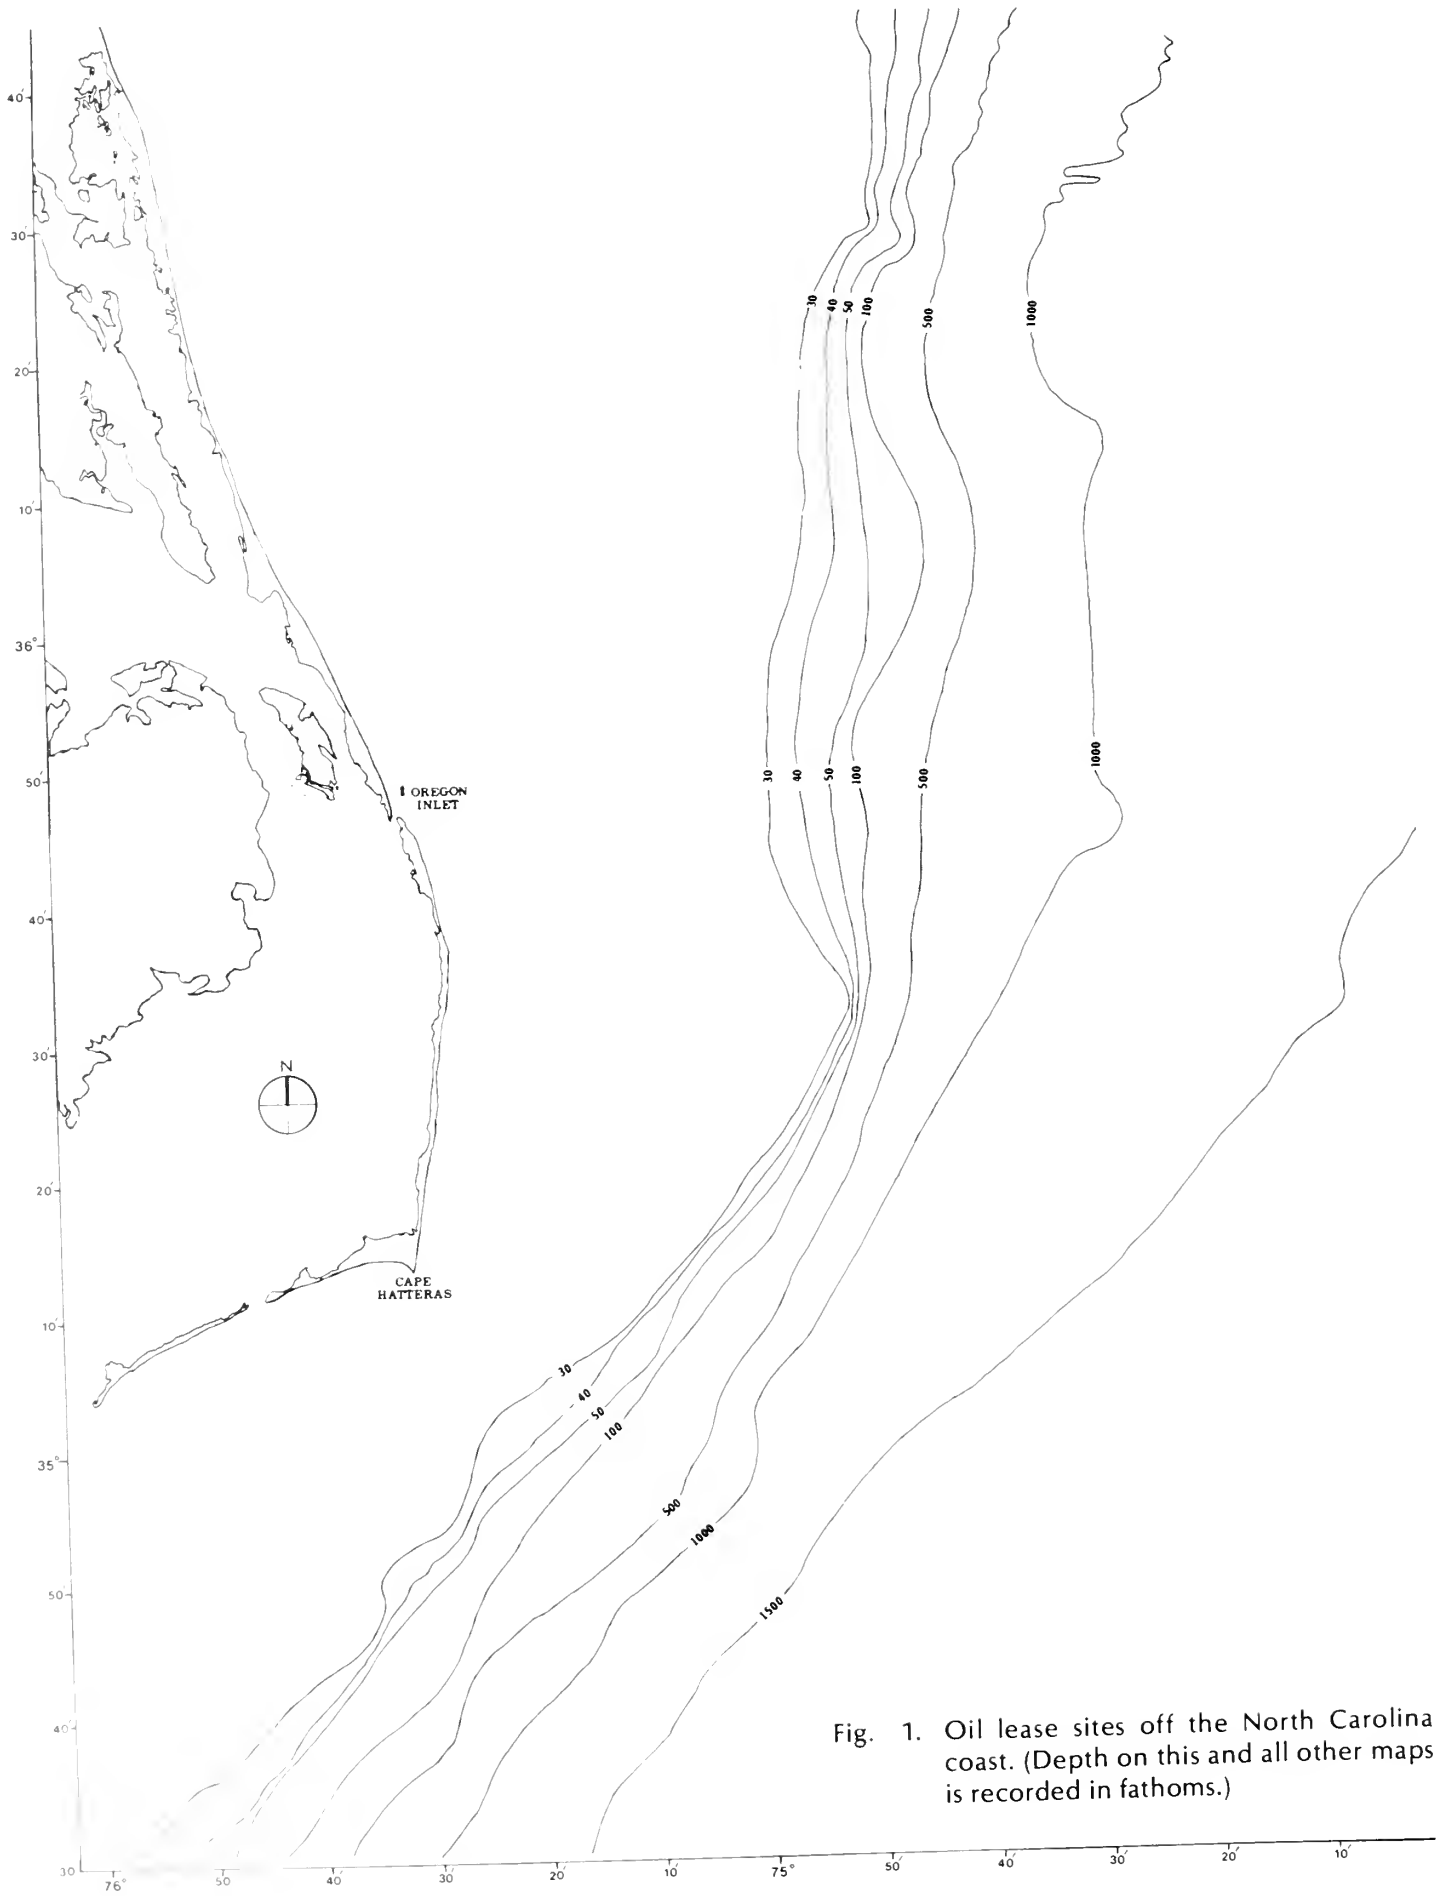 40′
30′
30 40 50 100 500 1000
20′
10′
36°
1000
30 40 50 100 500
50′
OREGON
INLET
40′
30′
N
20′
CAPE
HATTERAS
10′
30
40
50
100
35°
500
1000
50′
1500
40′
Fig. 1. Oil lease sites off the North Carolina
coast. (Depth on this and all other maps
is recorded in fathoms.)
30
76° 50′ 40′ 30′ 20′ 10′ 75° 50′ 40′ 30′ 20′ 10′